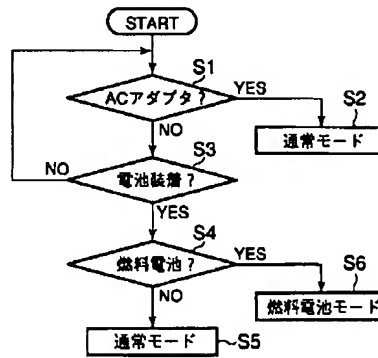 START
S1
ACアダプタ？
YES
S2
通常モード
NO
S3
電池装着？
NO
YES
S4
燃料電池？
YES
S6
燃料電池モード
NO
通常モード
S5